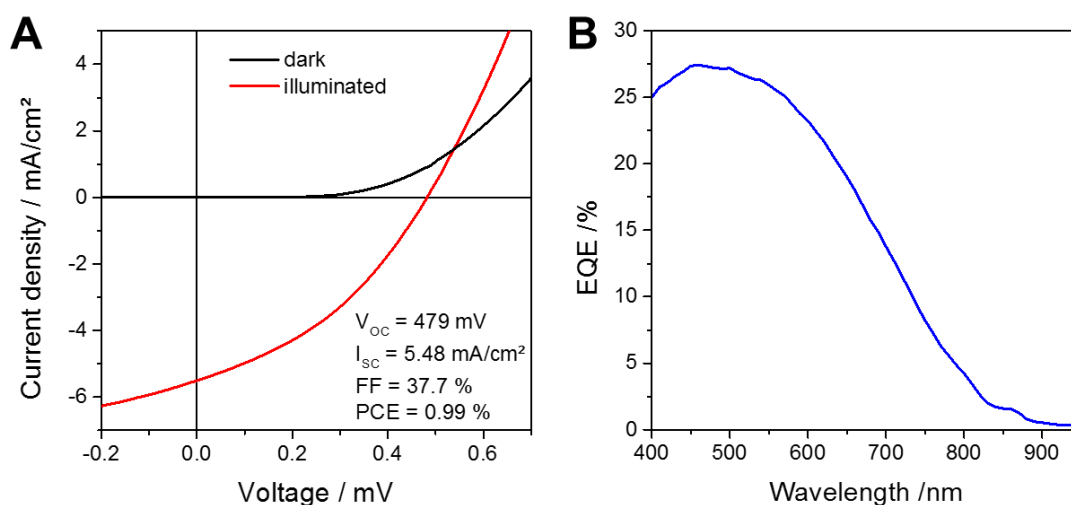 A
dark
illuminated
Current density / mA/cm²
4
2
0
-2
-4
-6
V_OC = 479 mV
I_SC = 5.48 mA/cm²
FF = 37.7 %
PCE = 0.99 %
-0.2 0.0 0.2 0.4 0.6
Voltage / mV
B
EQE /%
30
25
20
15
10
5
0
400 500 600 700 800 900
Wavelength /nm